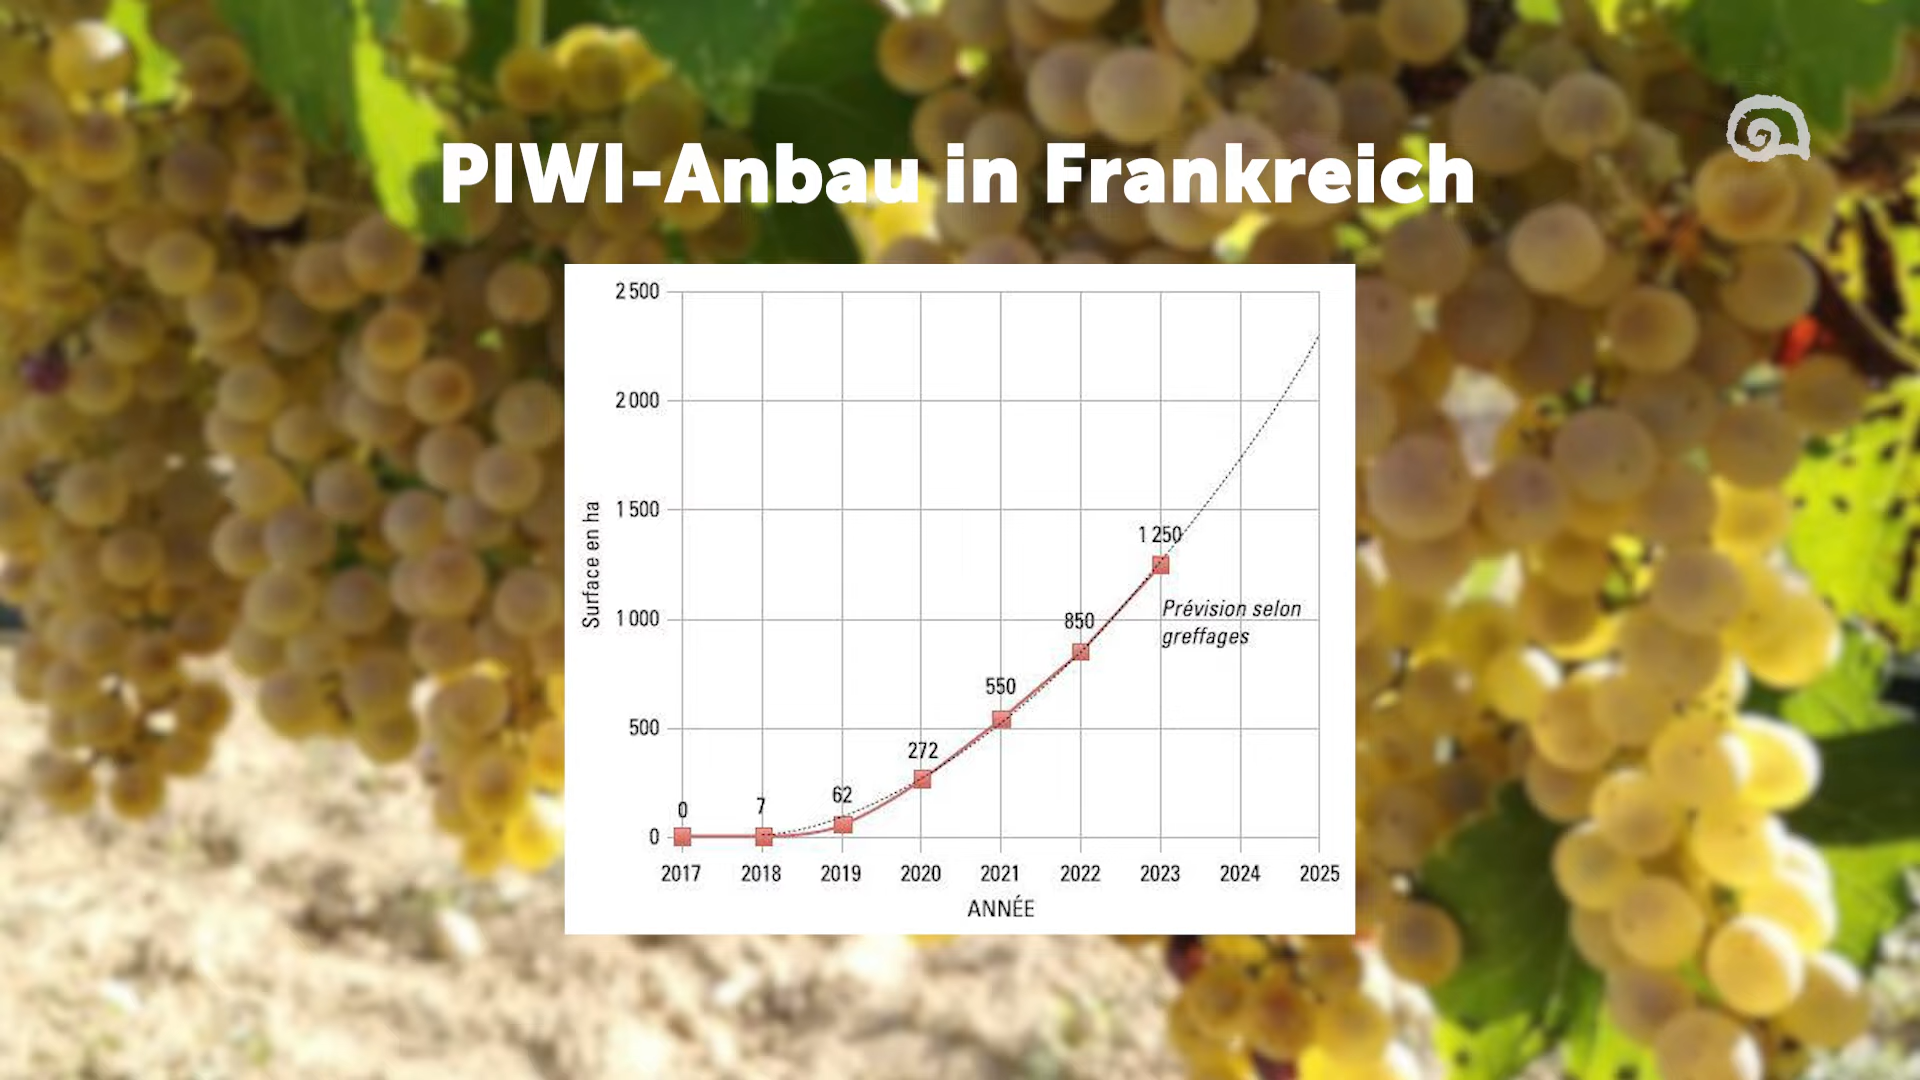 PIWI-Anbau in Frankreich
2 500
2 000
1 500
1 000
500
0
Surface en ha
0
7
62
272
550
850
1 250
Prévision selon
greffages
2017 2018 2019 2020 2021 2022 2023 2024 2025
ANNÉE